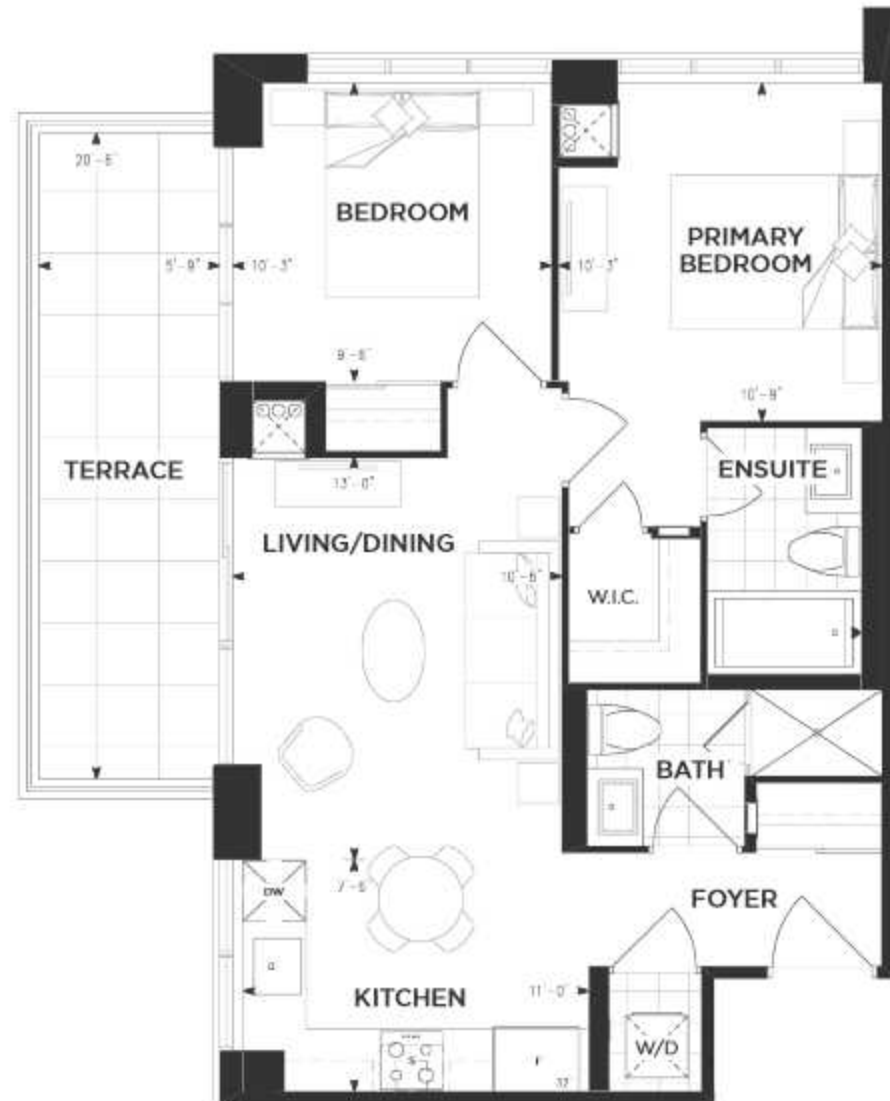 20'-6"
BEDROOM
PRIMARY
BEDROOM
5'-9"
10'-3"
10'-3"
9'-6"
10'-9"
TERRACE
13'-0"
ENSUITE
LIVING/DINING
10'-6"
W.I.C.
BATH
DW
7'-6"
FOYER
KITCHEN
11'-0"
W/D
S
F
32